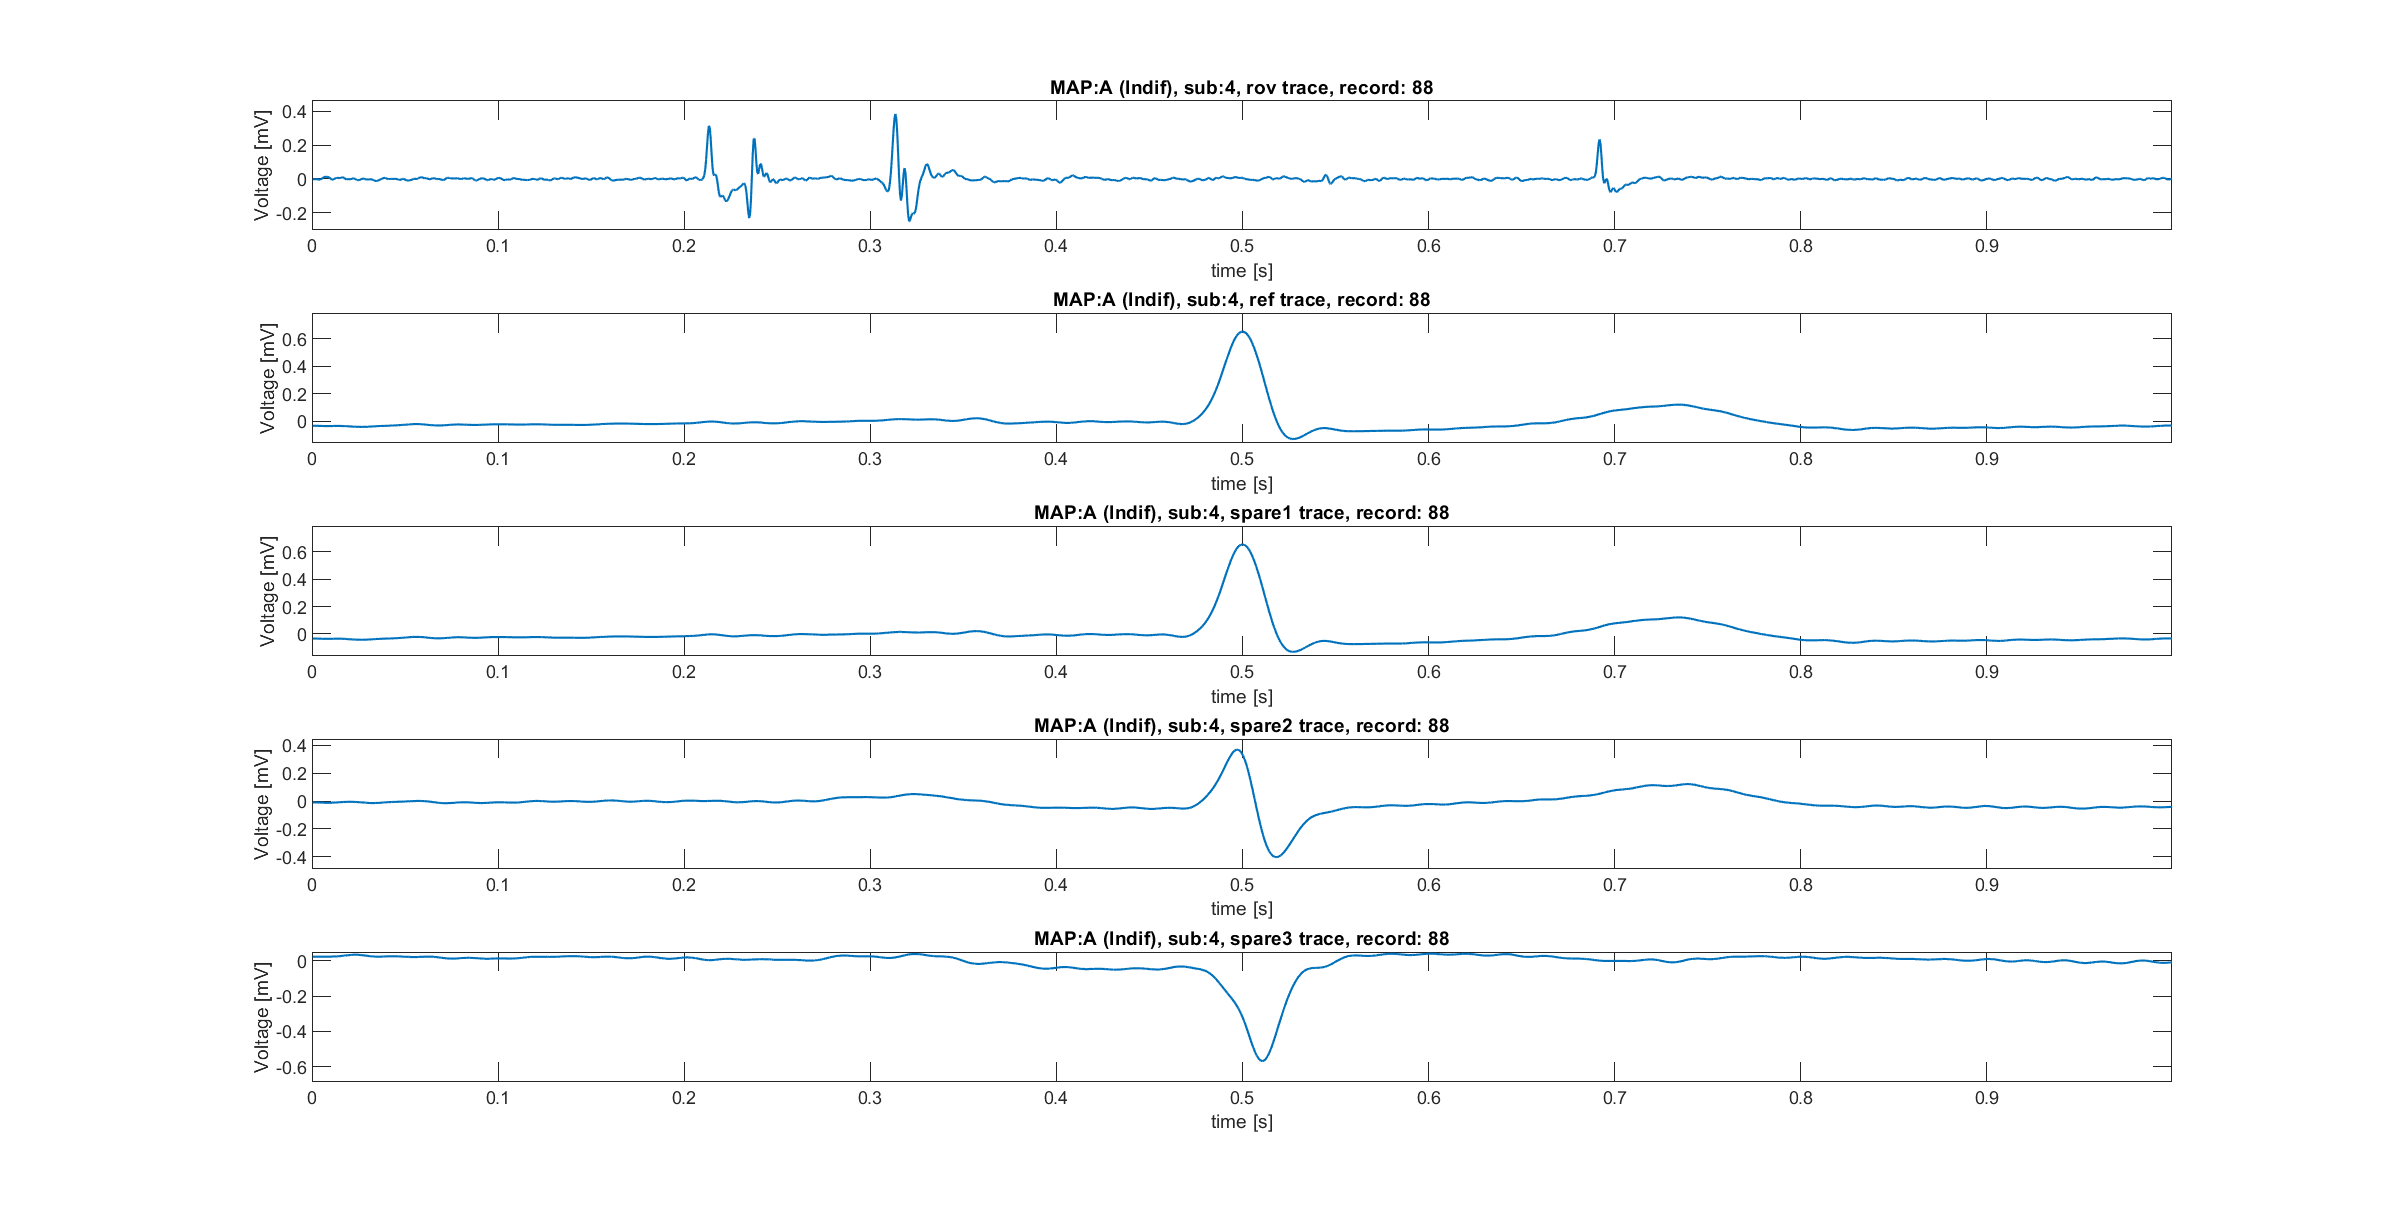 MAP:A (Indif), sub:4, rov trace, record: 88
Voltage [mV]
0.4
0.2
0
-0.2
0 0.1 0.2 0.3 0.4 0.5 0.6 0.7 0.8 0.9
time [s]
MAP:A (Indif), sub:4, ref trace, record: 88
Voltage [mV]
0.6
0.4
0.2
0
0 0.1 0.2 0.3 0.4 0.5 0.6 0.7 0.8 0.9
time [s]
MAP:A (Indif), sub:4, spare1 trace, record: 88
Voltage [mV]
0.6
0.4
0.2
0
0 0.1 0.2 0.3 0.4 0.5 0.6 0.7 0.8 0.9
time [s]
MAP:A (Indif), sub:4, spare2 trace, record: 88
Voltage [mV]
0.4
0.2
0
-0.2
-0.4
0 0.1 0.2 0.3 0.4 0.5 0.6 0.7 0.8 0.9
time [s]
MAP:A (Indif), sub:4, spare3 trace, record: 88
Voltage [mV]
0
-0.2
-0.4
-0.6
0 0.1 0.2 0.3 0.4 0.5 0.6 0.7 0.8 0.9
time [s]